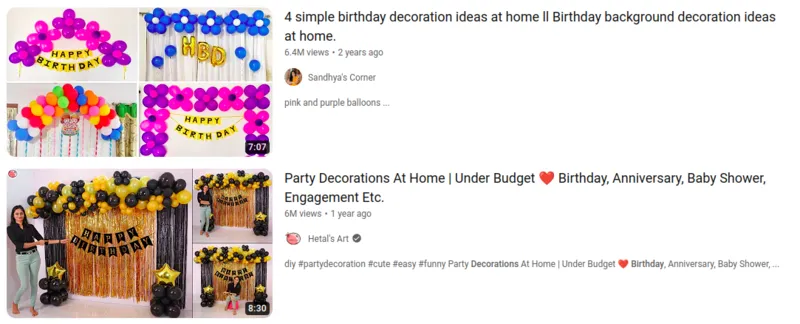 HAPPY
BIRTHDAY
HBD
HAPPY
BIRTHDAY
7:07
4 simple birthday decoration ideas at home ll Birthday background decoration ideas
at home.
6.4M views • 2 years ago
Sandhya's Corner
pink and purple balloons ...
HAPPY
BIRTHDAY
8:30
Party Decorations At Home | Under Budget ❤️ Birthday, Anniversary, Baby Shower,
Engagement Etc.
6M views • 1 year ago
Hetal's Art
diy #partydecoration #cute #easy #funny Party Decorations At Home | Under Budget ❤️ Birthday, Anniversary, Baby Shower, ...